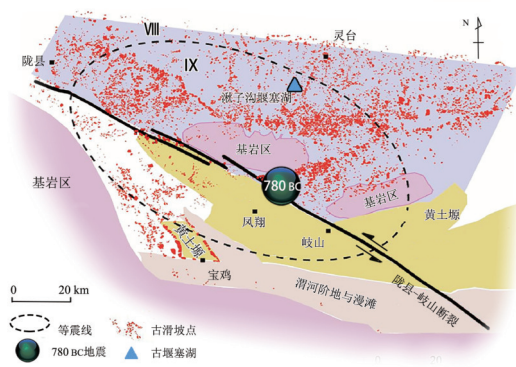 VIII
灵台
N
陇县
IX
湫子沟堰塞湖
基岩区
780 BC
基岩区
基岩区
黄土塬
凤翔
岐山
黄土塬
宝鸡
渭河阶地与漫滩
陇县-岐山断裂
0 20 km
等震线 古滑坡点
780 BC地震 古堰塞湖
0 20